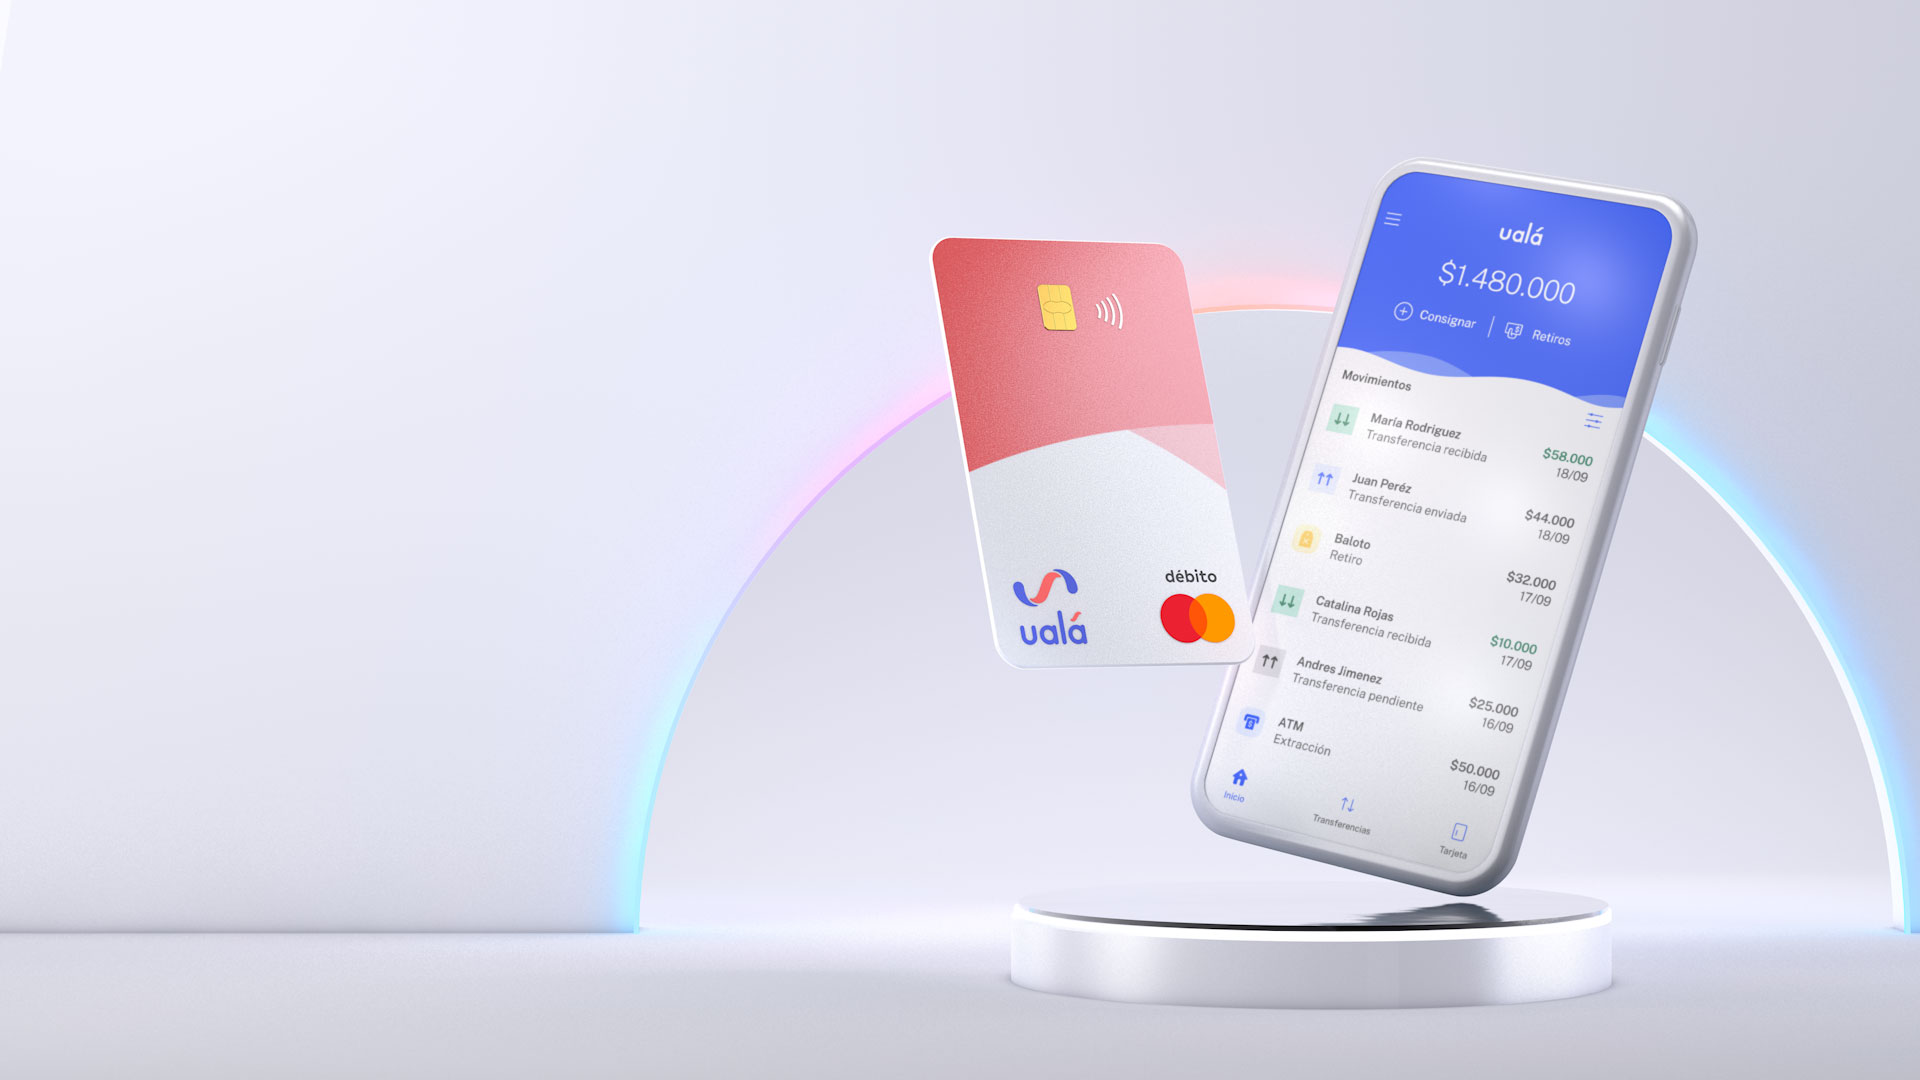 ualá
débito
ualá
$1.480.000
Consignar
Retiros
Movimientos
María Rodriguez
Transferencia recibida
$58.000
18/09
Juan Peréz
Transferencia enviada
$44.000
18/09
Baloto
Retiro
$32.000
17/09
Catalina Rojas
Transferencia recibida
$10.000
17/09
Andres Jimenez
Transferencia pendiente
$25.000
16/09
ATM
Extracción
$50.000
16/09
Inicio
Transferencias
Tarjeta